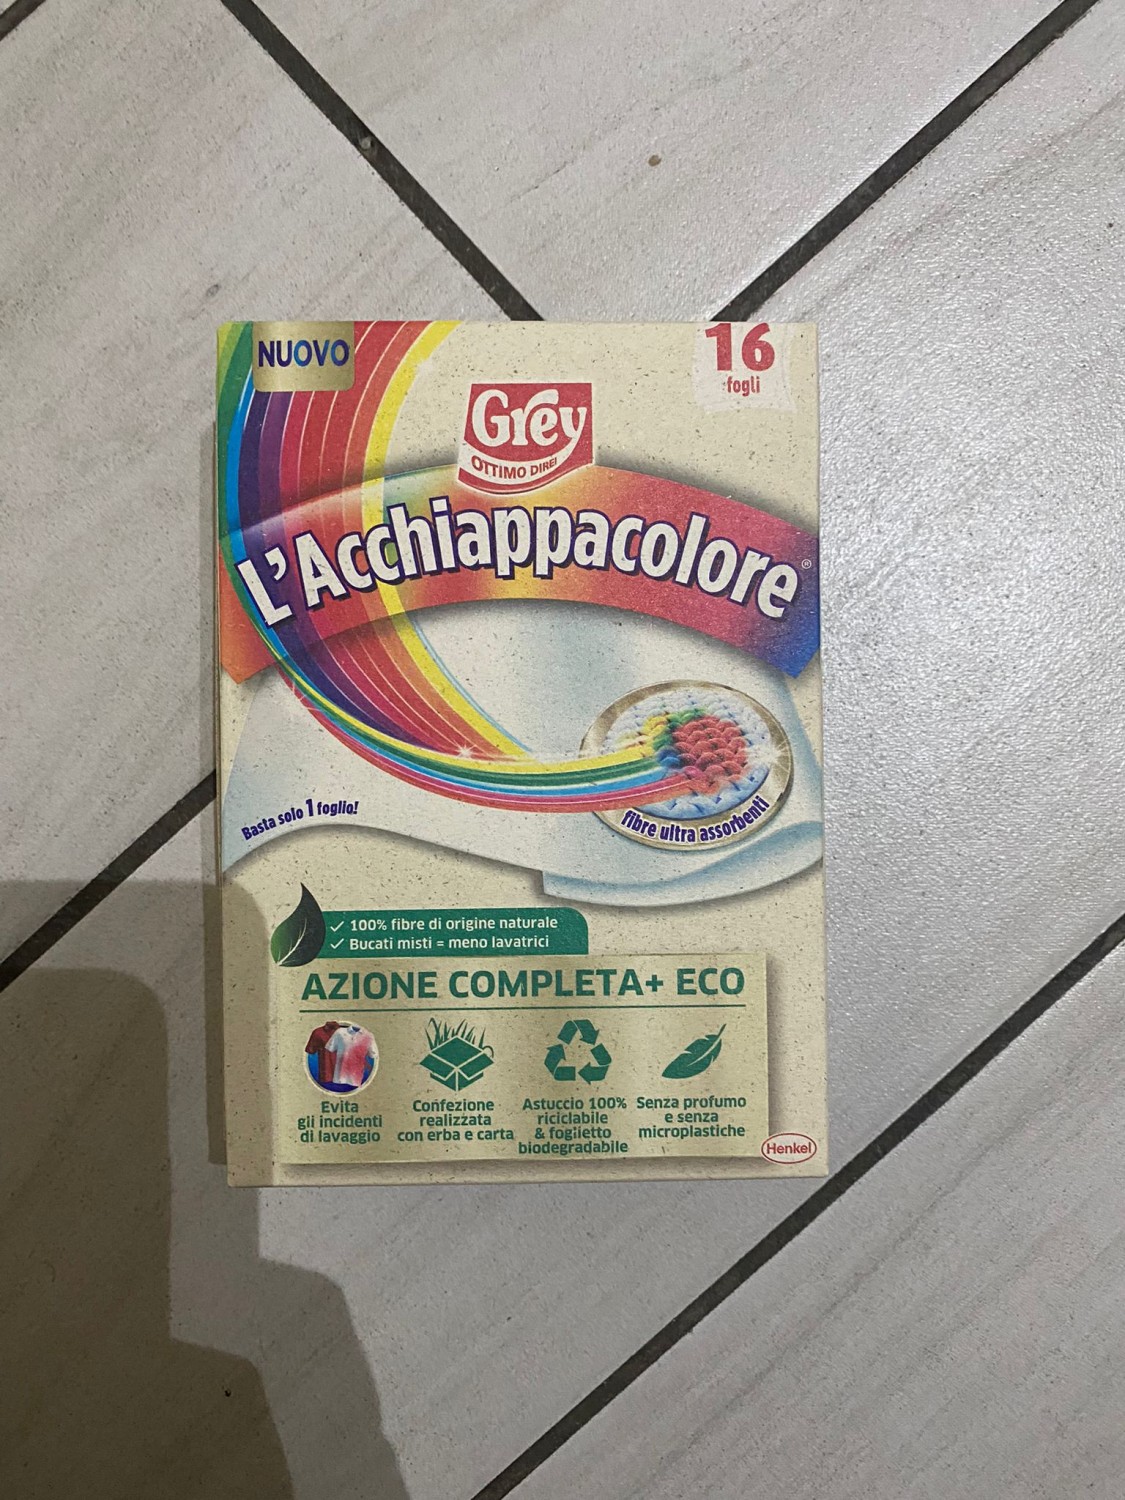 NUOVO
16
fogli
Grey
OTTIMO DIREI
L'Acchiappacolore®
Basta solo 1 foglio!
fibre ultra assorbenti
✓ 100% fibre di origine naturale
✓ Bucati misti = meno lavatrici
AZIONE COMPLETA+ ECO
Evita
gli incidenti
di lavaggio
Confezione
realizzata
con erba e carta
Astuccio 100%
riciclabile
& foglietto
biodegradabile
Senza profumo
e senza
microplastiche
Henkel